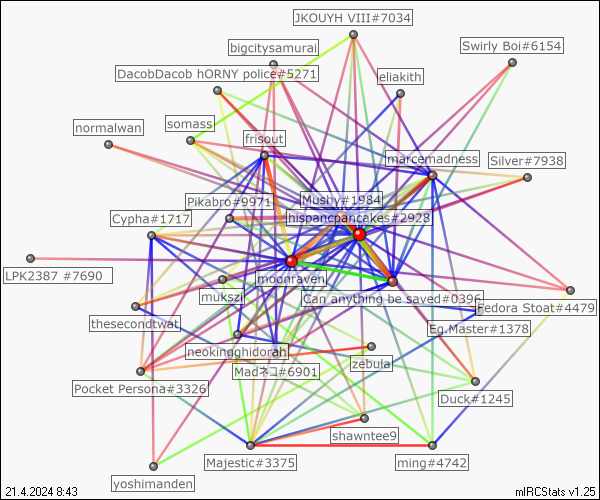 JKOUYH VIII#7034
bigcitysamurai
Swirly Boi#6154
DacobDacob hORNY police#5271
eliakith
normalwan
somass
frisout
marcemadness
Silver#7938
Pikabro#9971
Mushy#1984
Cypha#1717
hispanicpancakes#2928
LPK2387 #7690
moonraven
mukszi
Can anything be saved#0396
Fedora Stoat#4479
thesecondtwat
Eg.Master#1378
neokingghidorah
Madネコ#6901
zebula
Pocket Persona#3326
Duck#1245
shawntee9
Majestic#3375
ming#4742
yoshimanden
21.4.2024 8:43
mIRCStats v1.25